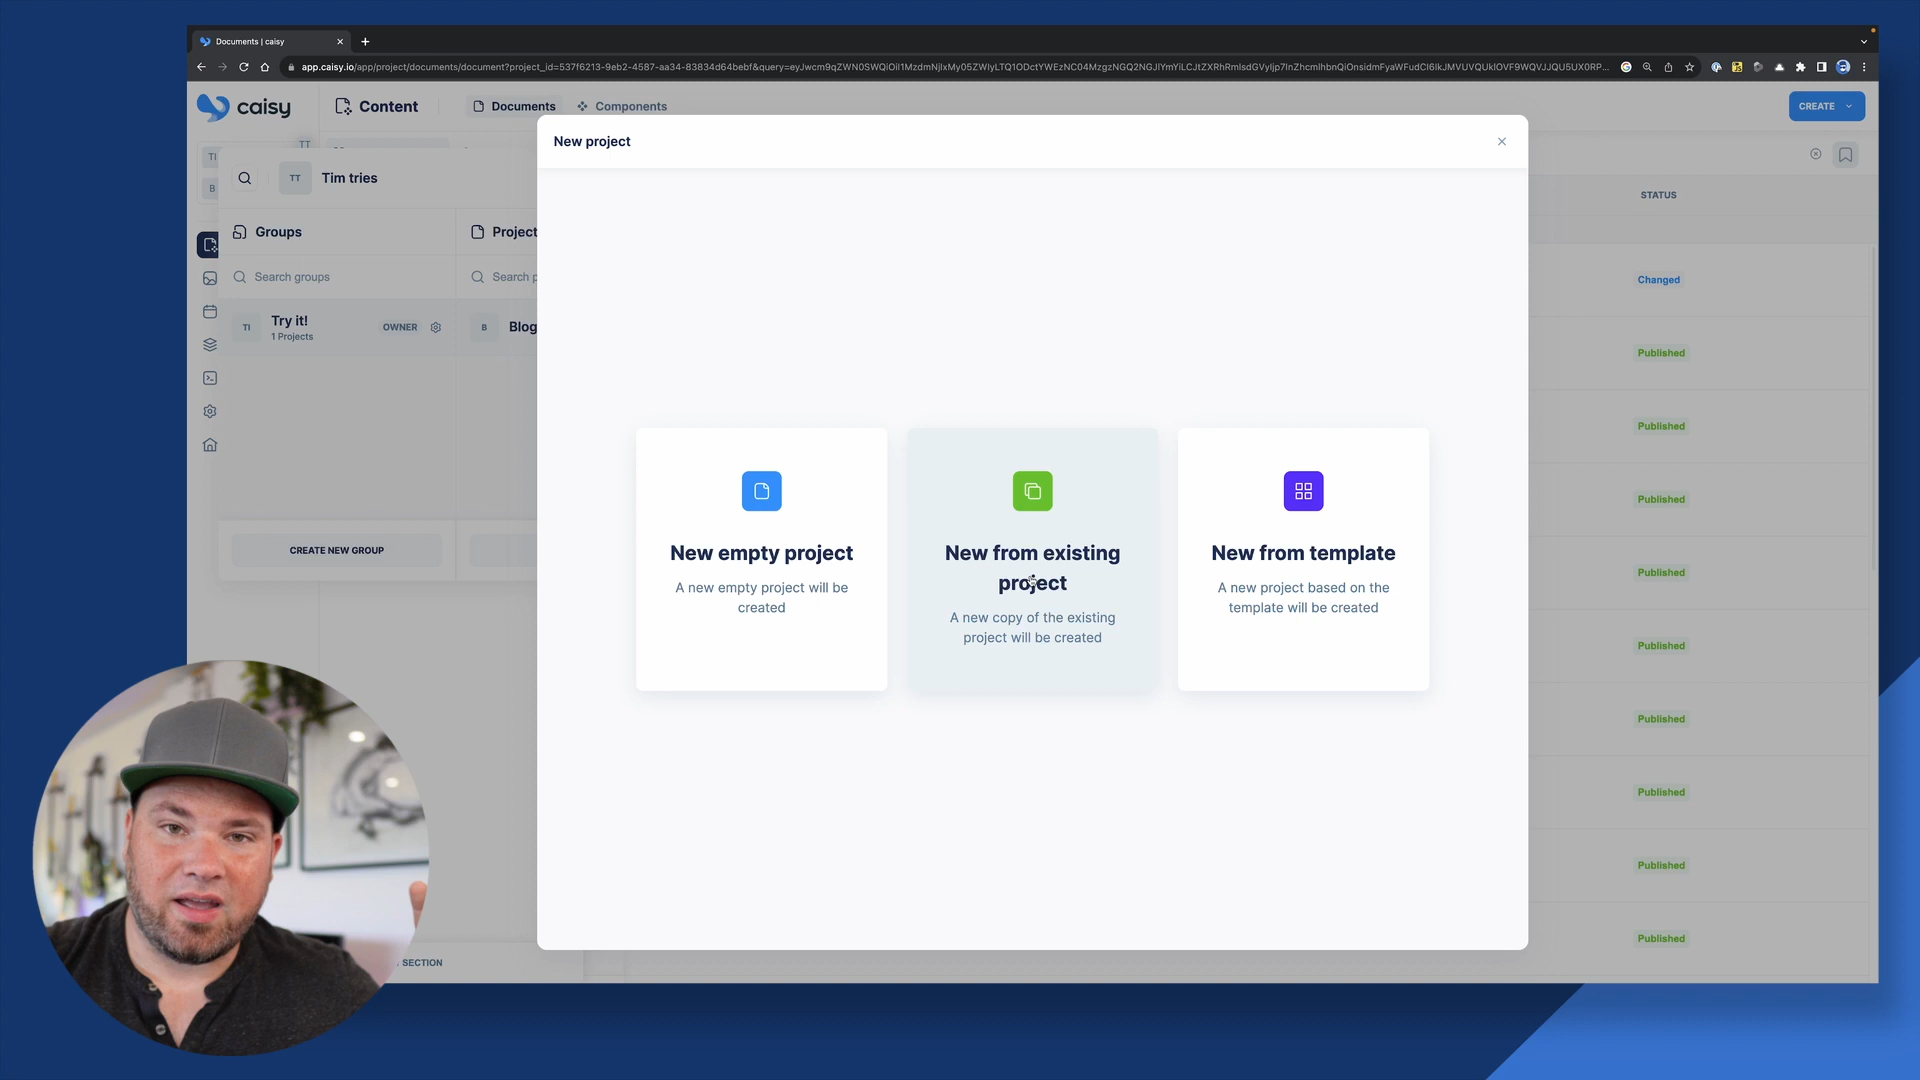 Documents | caisy
app.caisy.io/app/project/documents/document?project_id=537f6213-9eb2-4587-aa34-83834d64bebf&query=
caisy
Content
Documents
Components
CREATE
TI
TT
B
TT
Tim tries
New project
STATUS
Groups
Project
Search groups
Search p
TI
Try it!
1 Projects
OWNER
B
Blog
Changed
Published
Published
Published
Published
Published
Published
Published
Published
Published
CREATE NEW GROUP
New empty project
A new empty project will be
created
New from existing
project
A new copy of the existing
project will be created
New from template
A new project based on the
template will be created
SECTION